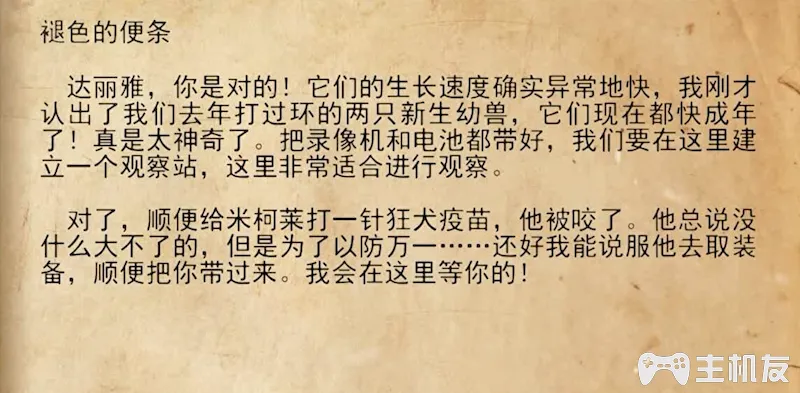 褪色的便条
达丽雅，你是对的！它们的生长速度确实异常地快，我刚才
认出了我们去年打过环的两只新生幼兽，它们现在都快成年
了！真是太神奇了。把录像机和电池都带好，我们要在这里建
立一个观察站，这里非常适合进行观察。
对了，顺便给米柯莱打一针狂犬疫苗，他被咬了。他总说没
什么大不了的，但是为了以防万一……还好我能说服他去取装
备，顺便把你带过来。我会在这里等你的！
主机友